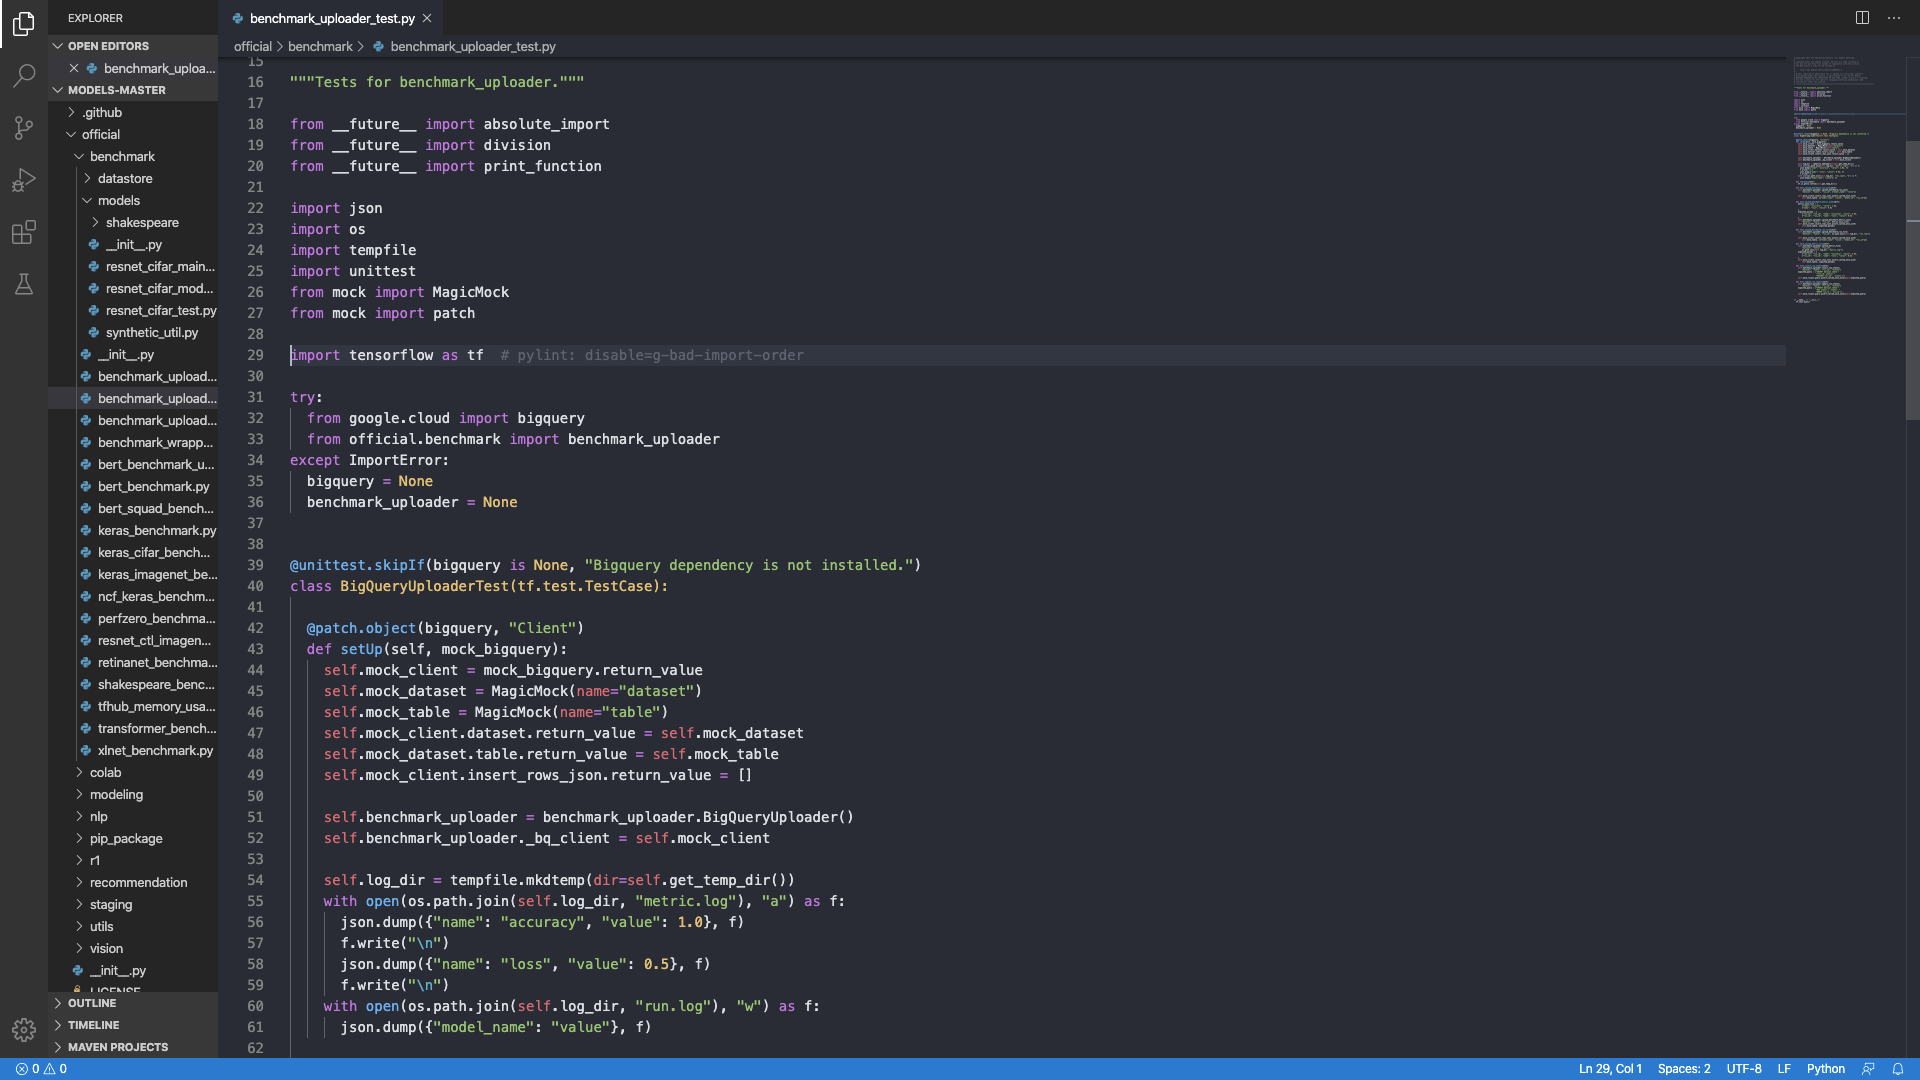 EXPLORER
OPEN EDITORS
benchmark_uploa...
MODELS-MASTER
.github
official
benchmark
datastore
models
shakespeare
__init__.py
resnet_cifar_main...
resnet_cifar_mod...
resnet_cifar_test.py
synthetic_util.py
__init__.py
benchmark_upload...
benchmark_upload...
benchmark_upload...
benchmark_wrapp...
bert_benchmark_u...
bert_benchmark.py
bert_squad_bench...
keras_benchmark.py
keras_cifar_bench...
keras_imagenet_be...
ncf_keras_benchm...
perfzero_benchma...
resnet_ctl_imagen...
retinanet_benchma...
shakespeare_benc...
tfhub_memory_usa...
transformer_bench...
xlnet_benchmark.py
colab
modeling
nlp
pip_package
r1
recommendation
staging
utils
vision
__init__.py
LICENSE
OUTLINE
TIMELINE
MAVEN PROJECTS
benchmark_uploader_test.py
official > benchmark > benchmark_uploader_test.py
15
16 """Tests for benchmark_uploader."""
17
18 from __future__ import absolute_import
19 from __future__ import division
20 from __future__ import print_function
21
22 import json
23 import os
24 import tempfile
25 import unittest
26 from mock import MagicMock
27 from mock import patch
28
29 import tensorflow as tf  # pylint: disable=g-bad-import-order
30
31 try:
32   from google.cloud import bigquery
33   from official.benchmark import benchmark_uploader
34 except ImportError:
35   bigquery = None
36   benchmark_uploader = None
37
38
39 @unittest.skipIf(bigquery is None, "Bigquery dependency is not installed.")
40 class BigQueryUploaderTest(tf.test.TestCase):
41
42   @patch.object(bigquery, "Client")
43   def setUp(self, mock_bigquery):
44     self.mock_client = mock_bigquery.return_value
45     self.mock_dataset = MagicMock(name="dataset")
46     self.mock_table = MagicMock(name="table")
47     self.mock_client.dataset.return_value = self.mock_dataset
48     self.mock_dataset.table.return_value = self.mock_table
49     self.mock_client.insert_rows_json.return_value = []
50
51     self.benchmark_uploader = benchmark_uploader.BigQueryUploader()
52     self.benchmark_uploader._bq_client = self.mock_client
53
54     self.log_dir = tempfile.mkdtemp(dir=self.get_temp_dir())
55     with open(os.path.join(self.log_dir, "metric.log"), "a") as f:
56       json.dump({"name": "accuracy", "value": 1.0}, f)
57       f.write("\n")
58       json.dump({"name": "loss", "value": 0.5}, f)
59       f.write("\n")
60     with open(os.path.join(self.log_dir, "run.log"), "w") as f:
61       json.dump({"model_name": "value"}, f)
62
0 0
Ln 29, Col 1 Spaces: 2 UTF-8 LF Python